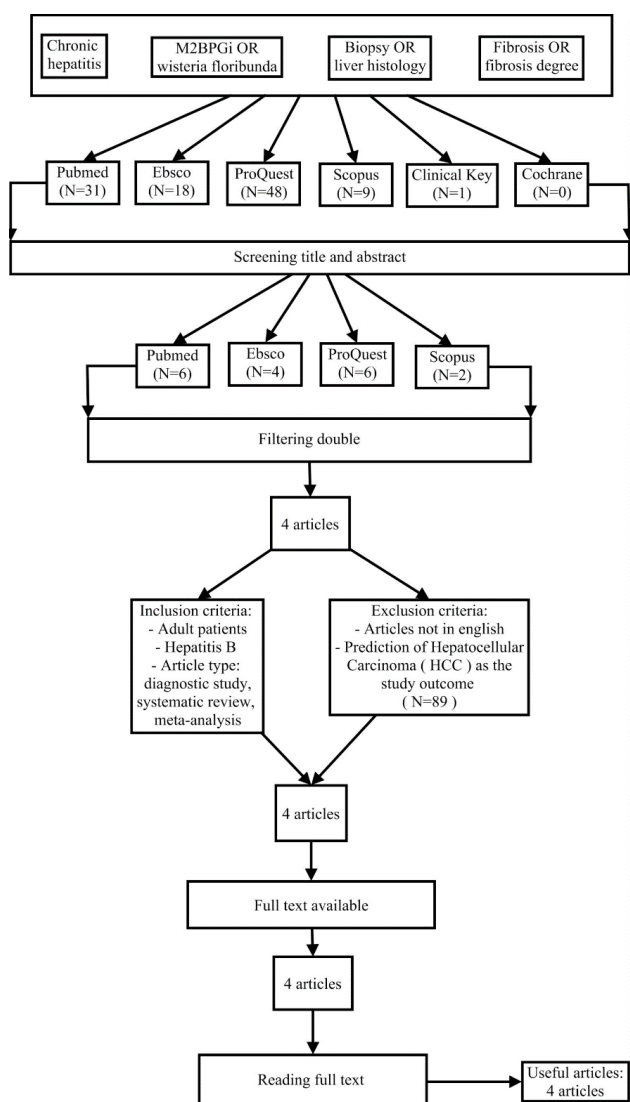 Chronic
hepatitis
M2BPGi OR
wisteria floribunda
Biopsy OR
liver histology
Fibrosis OR
fibrosis degree
Pubmed
(N=31)
Ebsco
(N=18)
ProQuest
(N=48)
Scopus
(N=9)
Clinical Key
(N=1)
Cochrane
(N=0)
Screening title and abstract
Pubmed
(N=6)
Ebsco
(N=4)
ProQuest
(N=6)
Scopus
(N=2)
Filtering double
4 articles
Inclusion criteria:
- Adult patients
- Hepatitis B
- Article type:
diagnostic study,
systematic review,
meta-analysis
Exclusion criteria:
- Articles not in english
- Prediction of Hepatocellular
Carcinoma ( HCC ) as the
study outcome
( N=89 )
4 articles
Full text available
4 articles
Reading full text
Useful articles:
4 articles